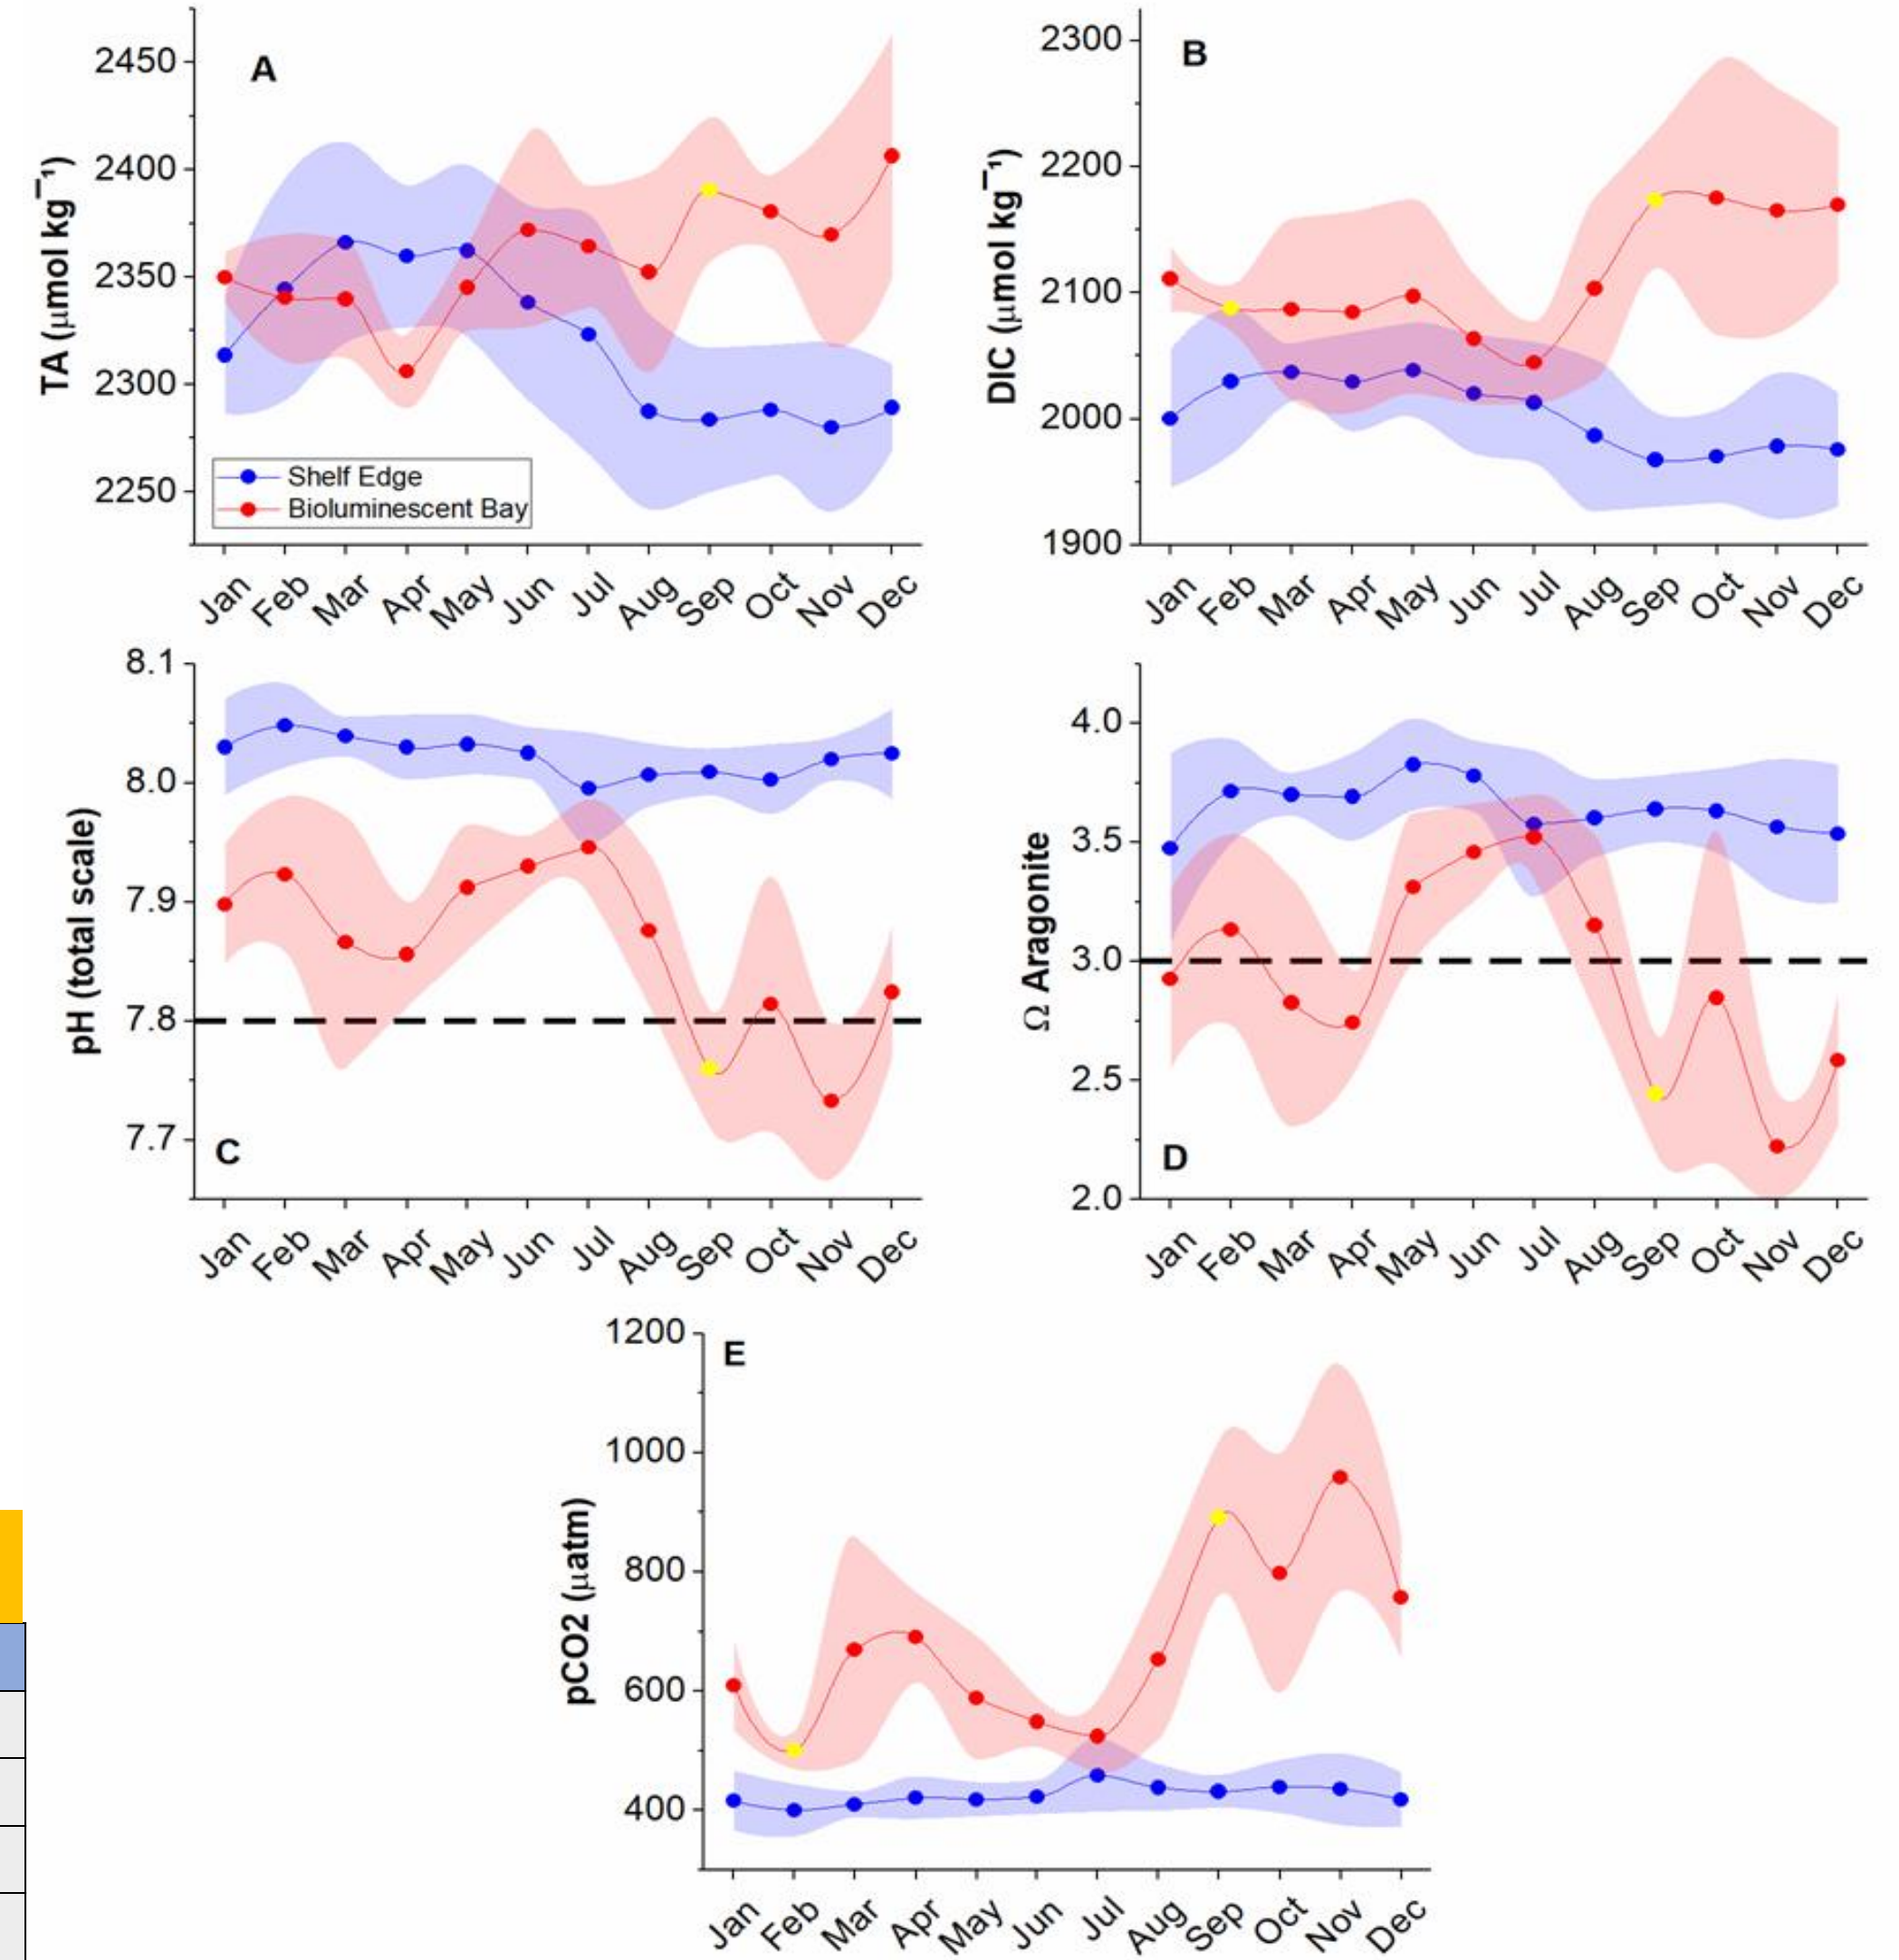 A
TA (μmol kg⁻¹)
2450
2400
2350
2300
2250
Shelf Edge
Bioluminescent Bay
Jan Feb Mar Apr May Jun Jul Aug Sep Oct Nov Dec
B
DIC (μmol kg⁻¹)
2300
2200
2100
2000
1900
Jan Feb Mar Apr May Jun Jul Aug Sep Oct Nov Dec
C
pH (total scale)
8.1
8.0
7.9
7.8
7.7
Jan Feb Mar Apr May Jun Jul Aug Sep Oct Nov Dec
D
Ω Aragonite
4.0
3.5
3.0
2.5
2.0
Jan Feb Mar Apr May Jun Jul Aug Sep Oct Nov Dec
E
pCO2 (μatm)
1200
1000
800
600
400
Jan Feb Mar Apr May Jun Jul Aug Sep Oct Nov Dec